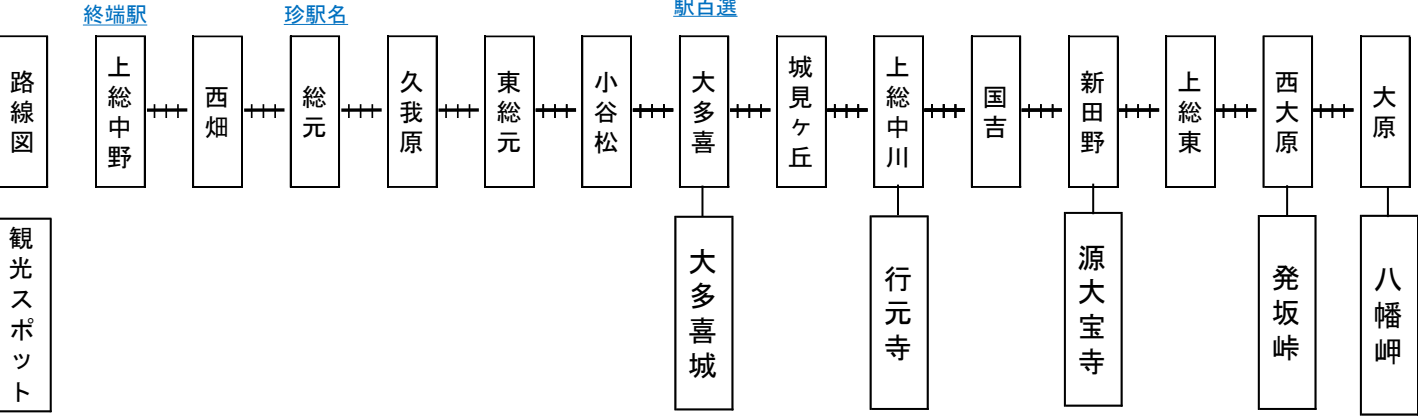 終端駅
珍駅名
駅百選
路線図
上総中野
西畑
総元
久我原
東総元
小谷松
大多喜
城見ヶ丘
上総中川
国吉
新田野
上総東
西大原
大原
観光スポット
大多喜城
行元寺
源大宝寺
発坂峠
八幡岬